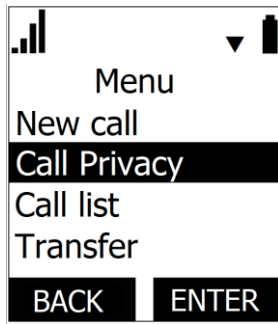 Menu
New call
Call Privacy
Call list
Transfer
BACK ENTER